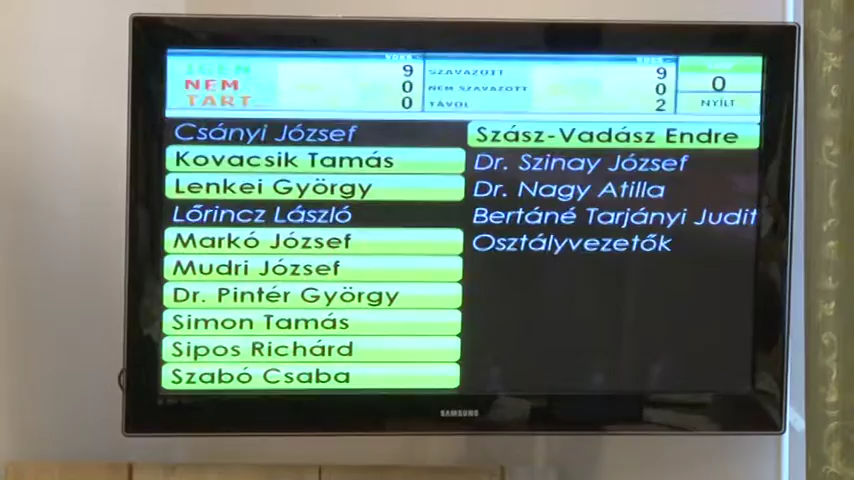 IGEN 9
NEM 0
TART 0
SZAVAZOTT 9
NEM SZAVAZOTT 0
TÁVOL 2
0
NYÍLT
Csányi József
Kovacsik Tamás
Lenkei György
Lőrincz László
Markó József
Mudri József
Dr. Pintér György
Simon Tamás
Sipos Richárd
Szabó Csaba
Szász-Vadász Endre
Dr. Szinay József
Dr. Nagy Atilla
Bertáné Tarjányi Judit
Osztályvezetők
SAMSUNG